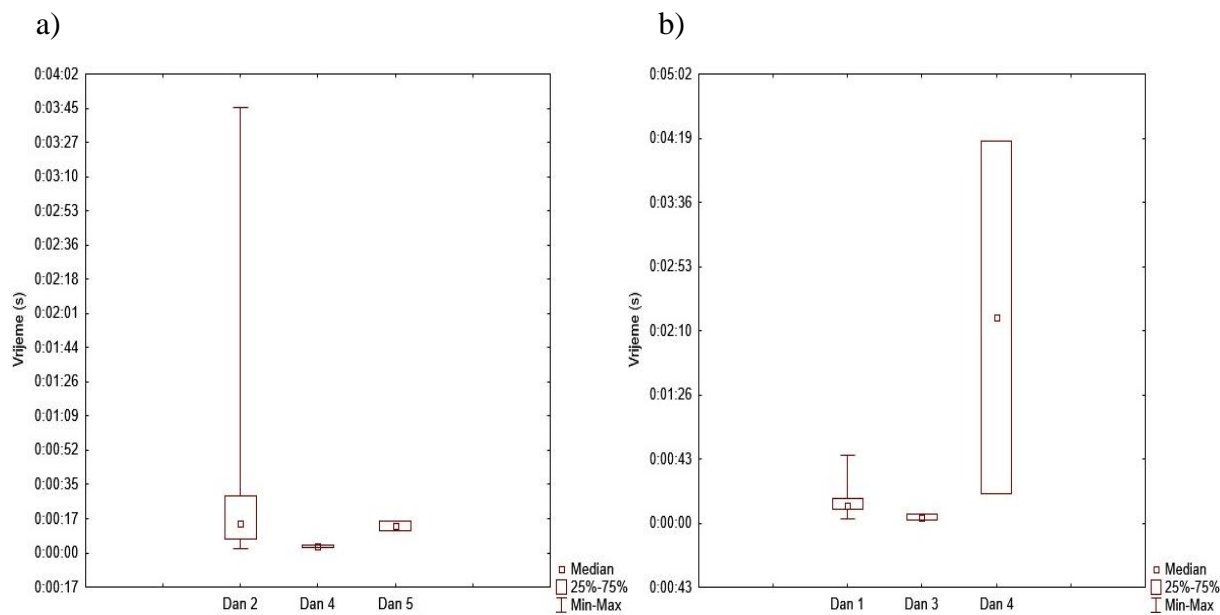 a)
0:04:02
0:03:45
0:03:27
0:03:10
0:02:53
0:02:36
0:02:18
0:02:01
0:01:44
0:01:26
0:01:09
0:00:52
0:00:35
0:00:17
0:00:00
0:00:17
Vrijeme (s)
Dan 2 Dan 4 Dan 5
Median
25%-75%
Min-Max
b)
0:05:02
0:04:19
0:03:36
0:02:53
0:02:10
0:01:26
0:00:43
0:00:00
0:00:43
Vrijeme (s)
Dan 1 Dan 3 Dan 4
Median
25%-75%
Min-Max